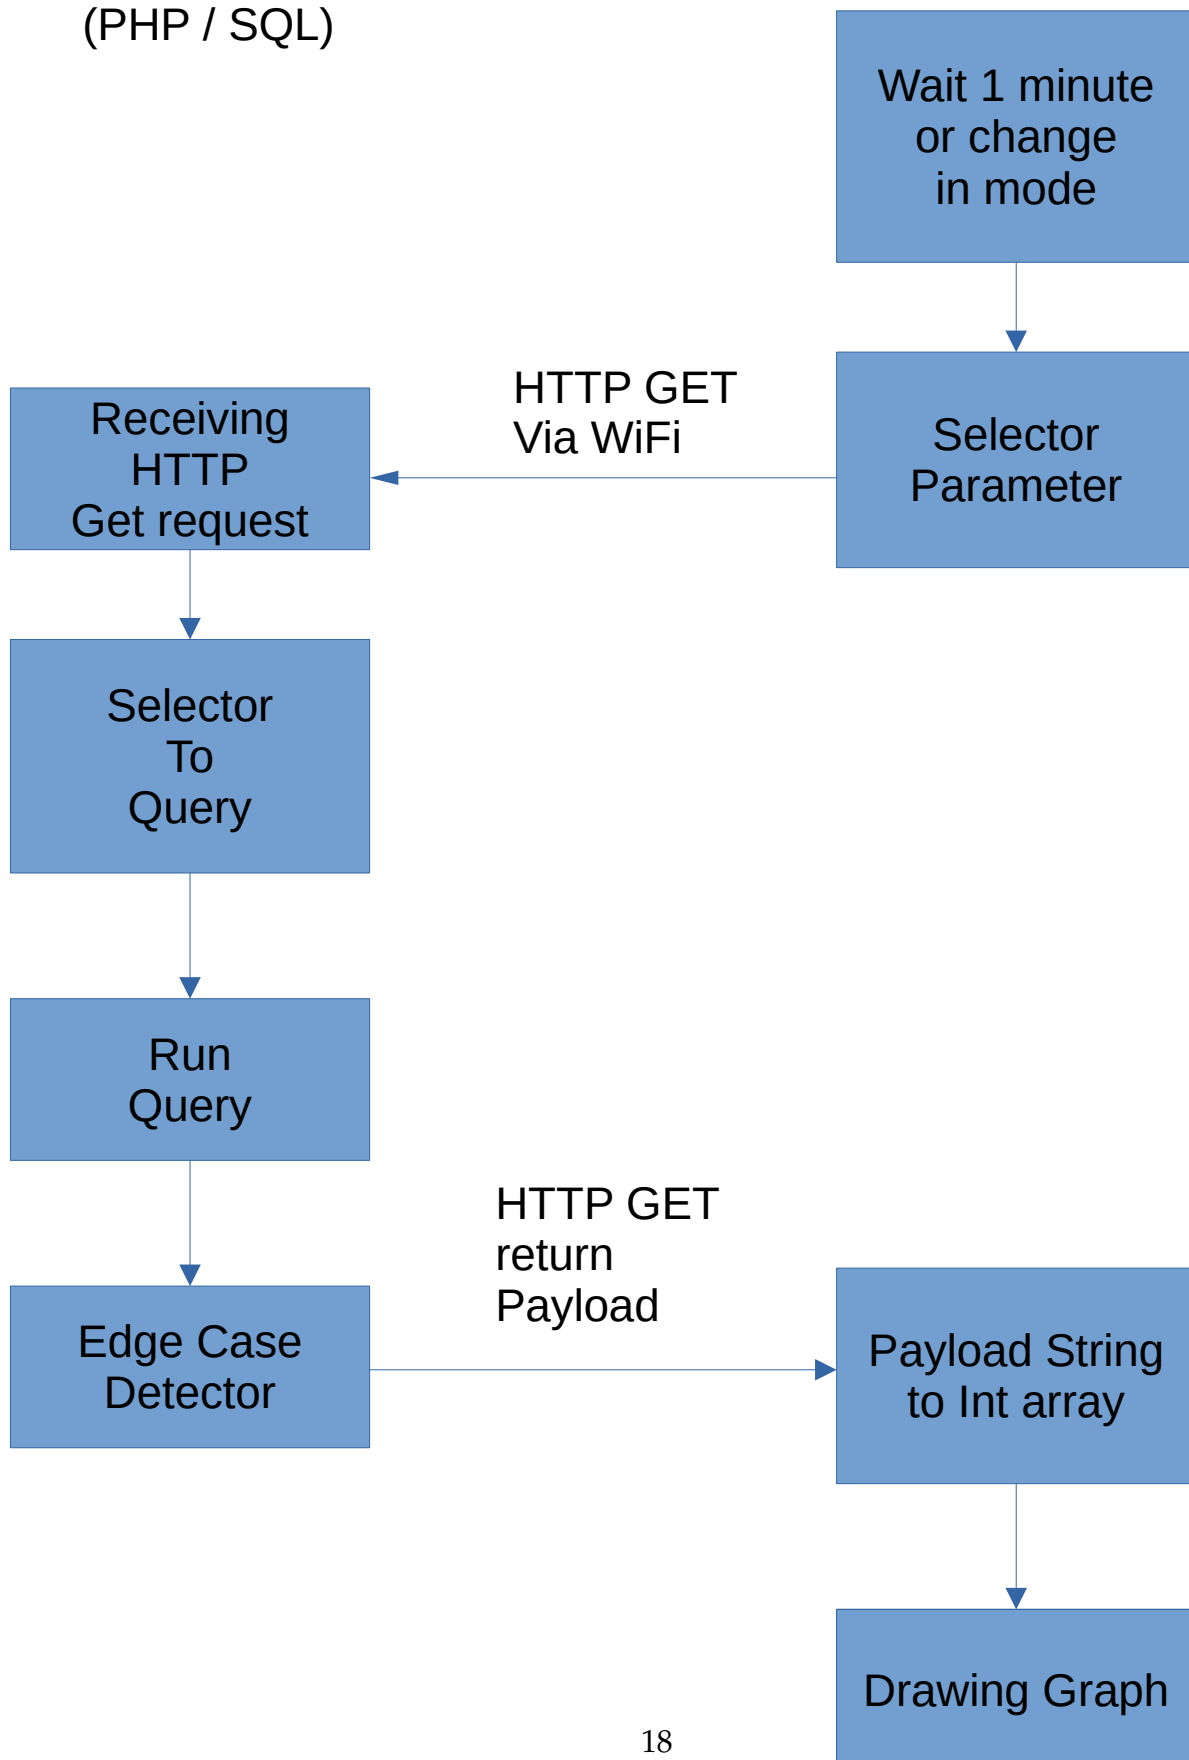 (PHP / SQL)
Wait 1 minute
or change
in mode
Selector
Parameter
HTTP GET
Via WiFi
Receiving
HTTP
Get request
Selector
To
Query
Run
Query
Edge Case
Detector
HTTP GET
return
Payload
Payload String
to Int array
Drawing Graph
18